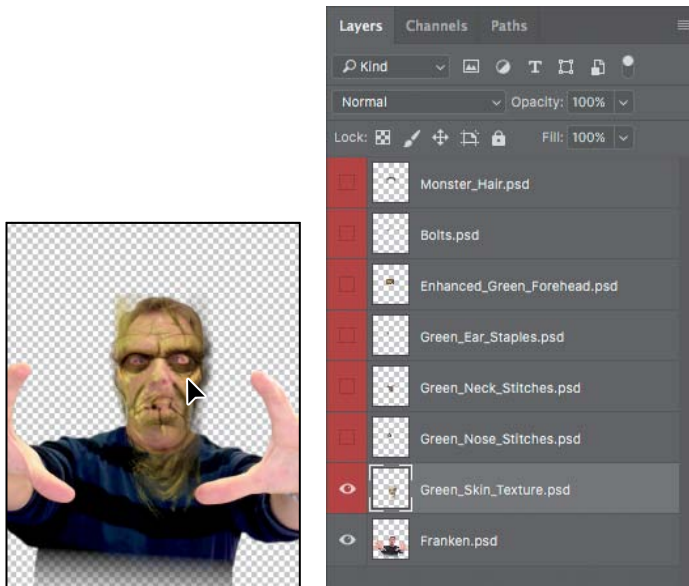 Layers Channels Paths
Kind
Normal Opacity: 100%
Lock: Fill: 100%
Monster_Hair.psd
Bolts.psd
Enhanced_Green_Forehead.psd
Green_Ear_Staples.psd
Green_Neck_Stitches.psd
Green_Nose_Stitches.psd
Green_Skin_Texture.psd
Franken.psd